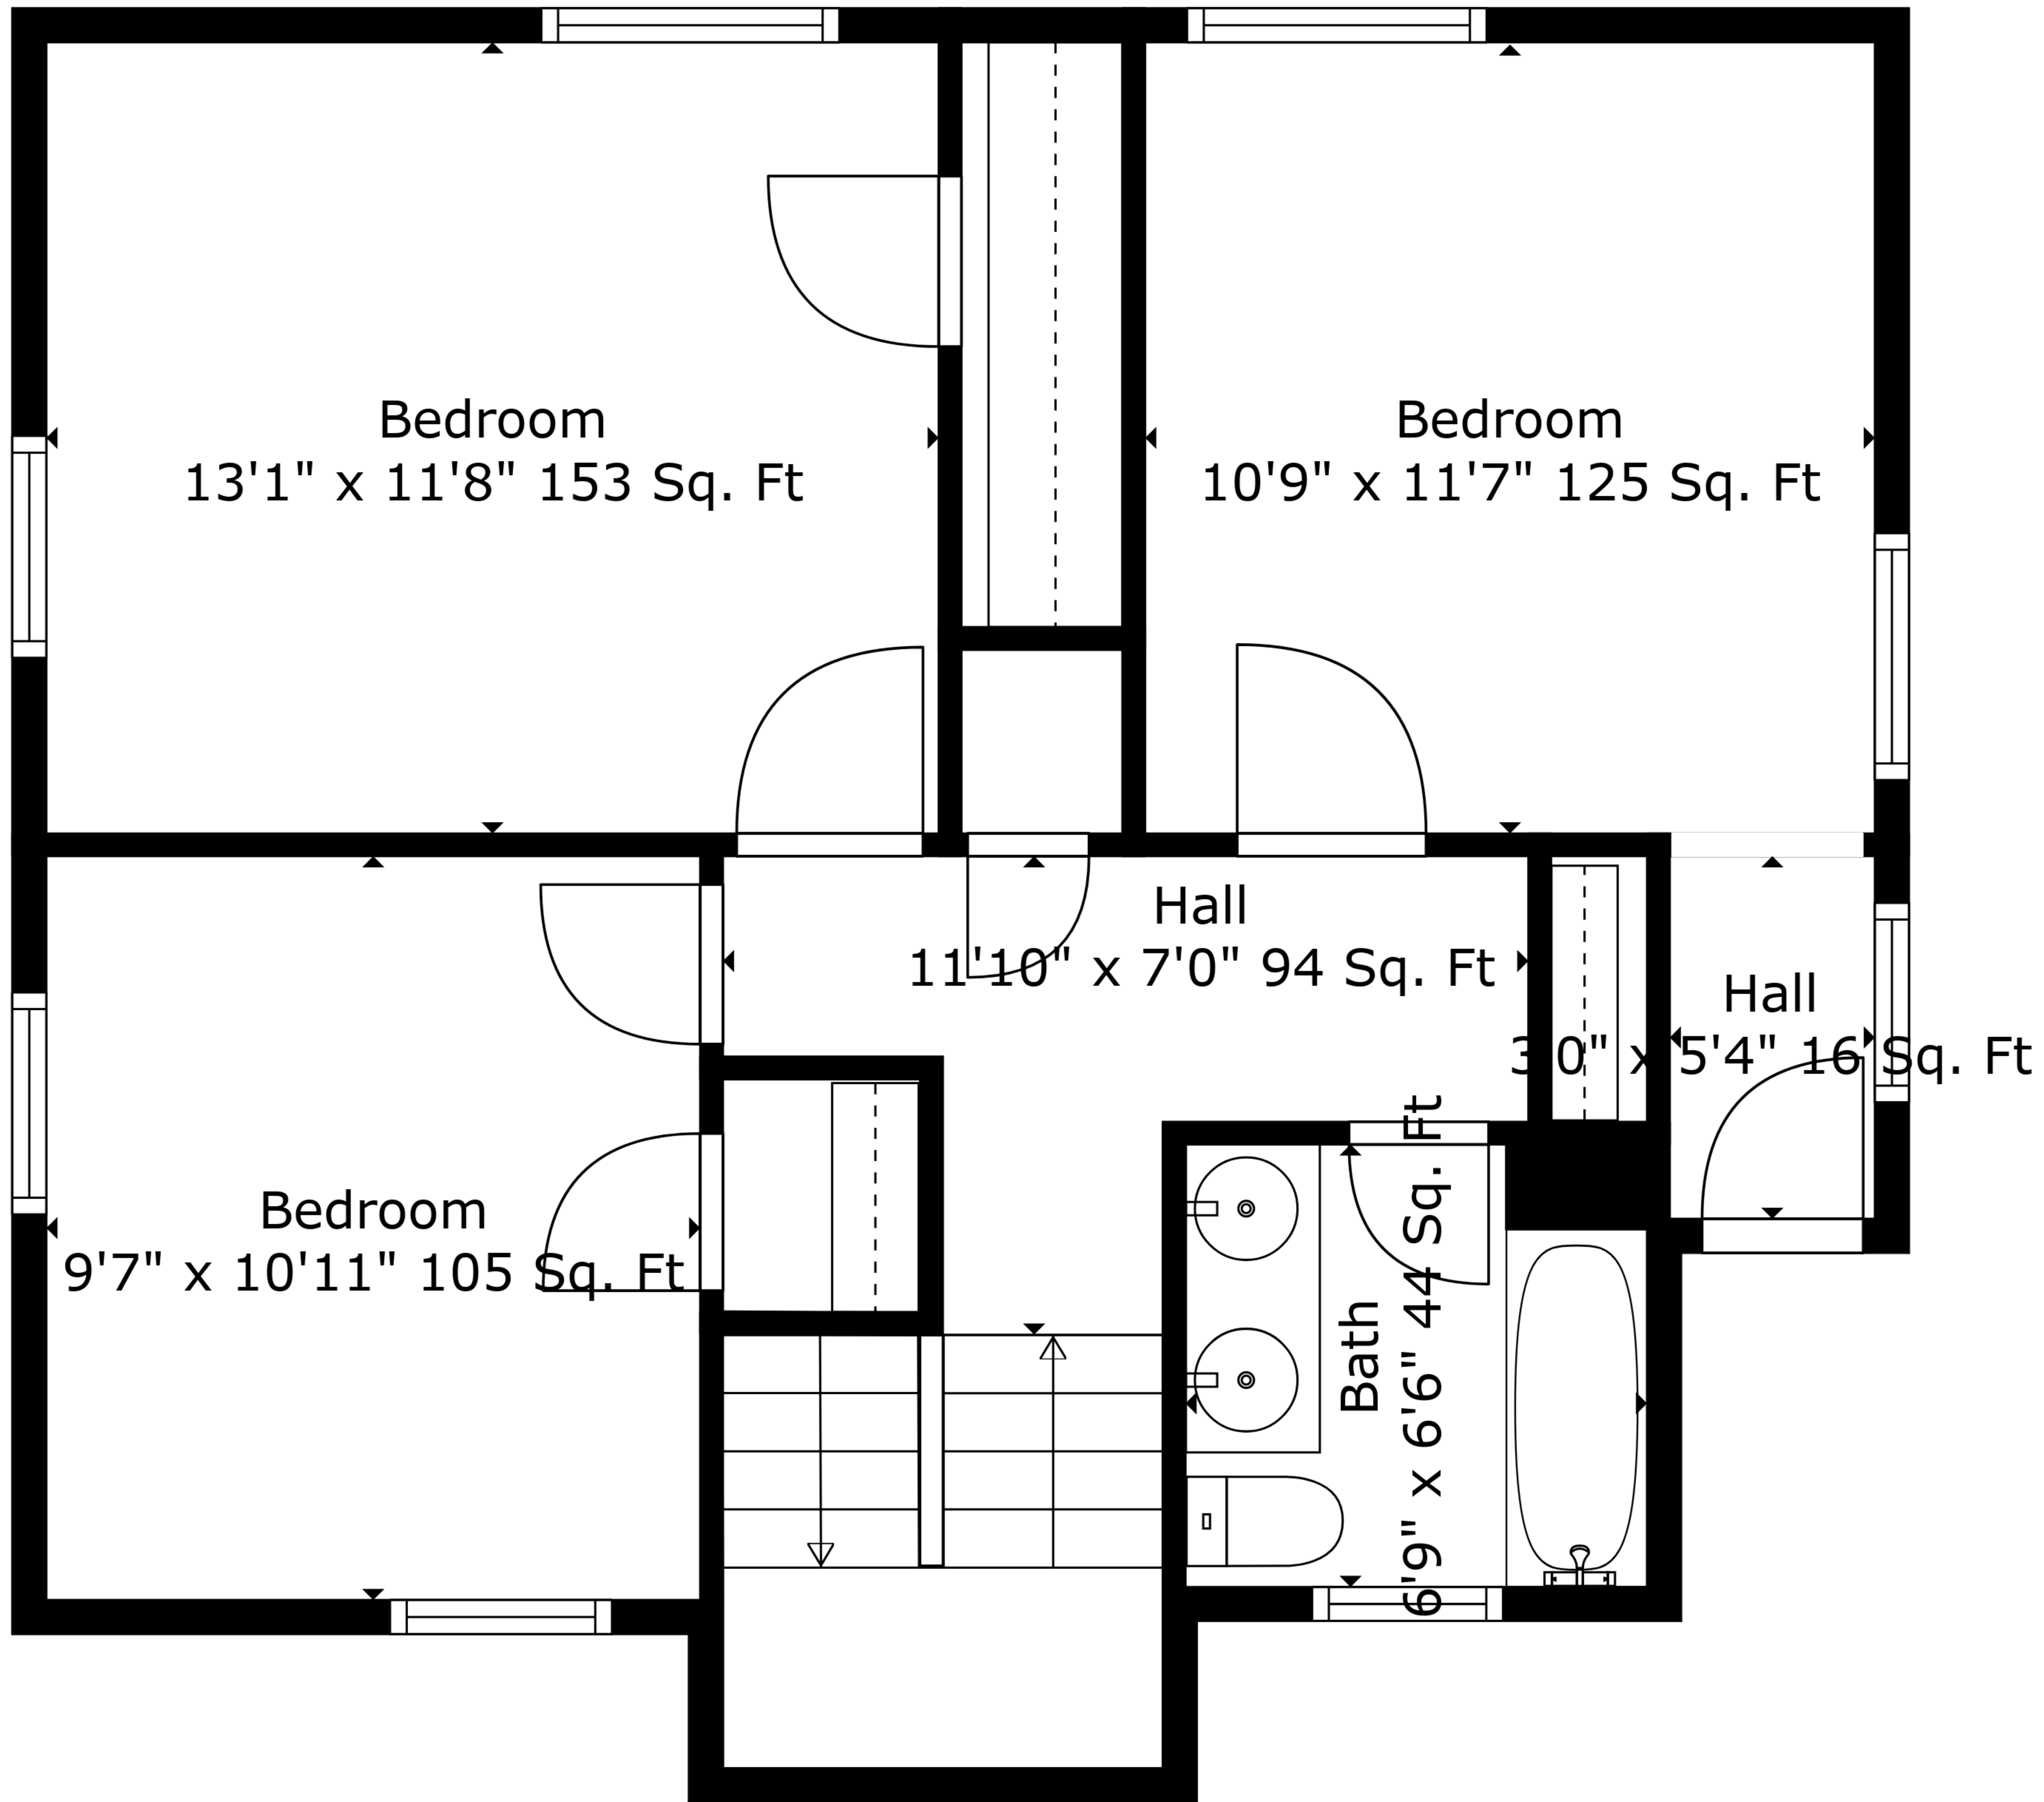 Bedroom
13'1" x 11'8" 153 Sq. Ft
Bedroom
10'9" x 11'7" 125 Sq. Ft
Hall
11'10" x 7'0" 94 Sq. Ft
Hall
3'0" x 5'4" 16 Sq. Ft
Bedroom
9'7" x 10'11" 105 Sq. Ft
Bath
6'9" x 6'6" 44 Sq. Ft